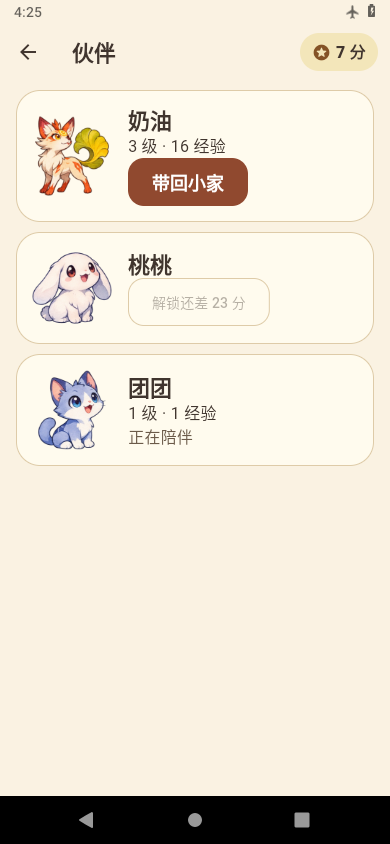 4:25
伙伴
7 分
奶油
3 级 · 16 经验
带回小家
桃桃
解锁还差 23 分
团团
1 级 · 1 经验
正在陪伴